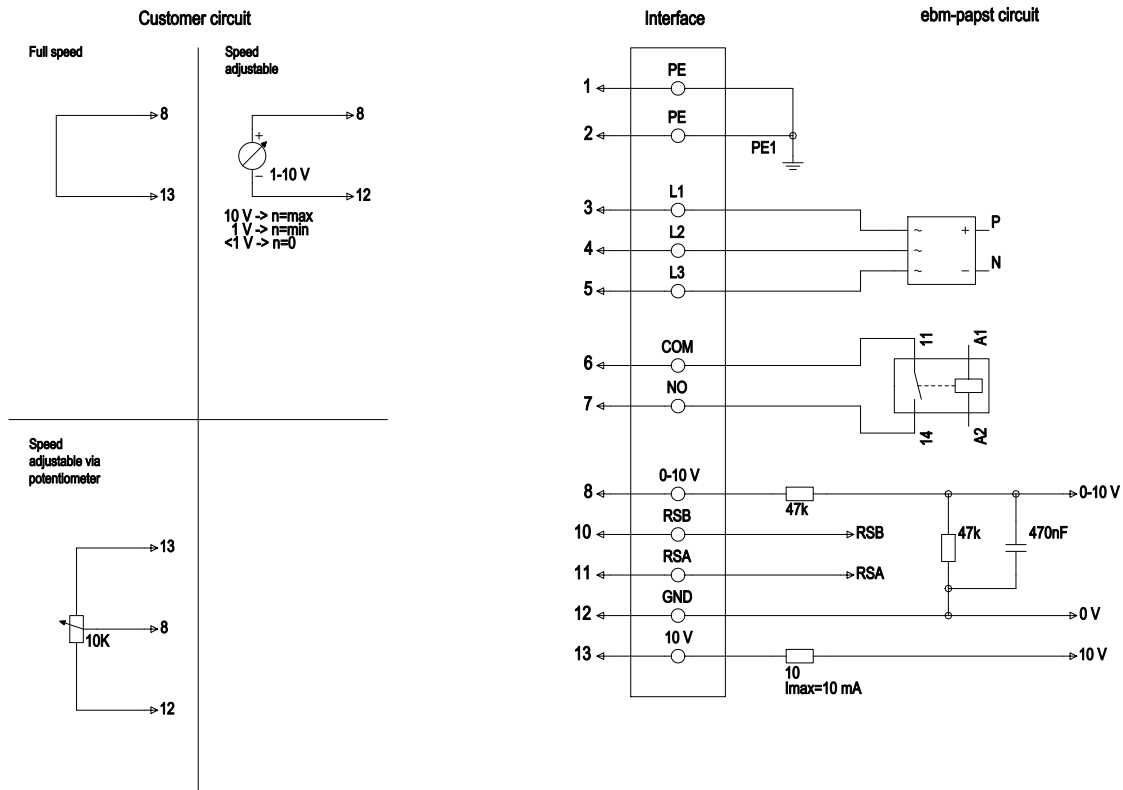 Customer circuit
Full speed
8
13
Speed
adjustable
8
+
−
1-10 V
12
10 V -> n=max
1 V -> n=min
<1 V -> n=0
Speed
adjustable via
potentiometer
13
8
10K
12
Interface
ebm-papst circuit
1
PE
2
PE
PE1
3
L1
4
L2
5
L3
~
~
~
+
−
P
N
6
COM
7
NO
11
14
A1
A2
8
0-10 V
47k
0-10 V
10
RSB
RSB
47k
470nF
11
RSA
RSA
12
GND
0 V
13
10 V
10
Imax=10 mA
10 V